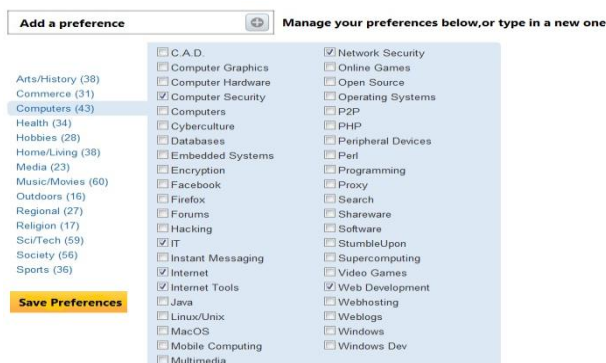 Add a preference
Manage your preferences below,or type in a new one
Arts/History (38)
Commerce (31)
Computers (43)
Health (34)
Hobbies (28)
Home/Living (38)
Media (23)
Music/Movies (60)
Outdoors (16)
Regional (27)
Religion (17)
Sci/Tech (59)
Society (56)
Sports (36)
Save Preferences
C.A.D.
Computer Graphics
Computer Hardware
Computer Security
Computers
Cyberculture
Databases
Embedded Systems
Encryption
Facebook
Firefox
Forums
Hacking
IT
Instant Messaging
Internet
Internet Tools
Java
Linux/Unix
MacOS
Mobile Computing
Multimedia
Network Security
Online Games
Open Source
Operating Systems
P2P
PHP
Peripheral Devices
Perl
Programming
Proxy
Search
Shareware
Software
StumbleUpon
Supercomputing
Video Games
Web Development
Webhosting
Weblogs
Windows
Windows Dev